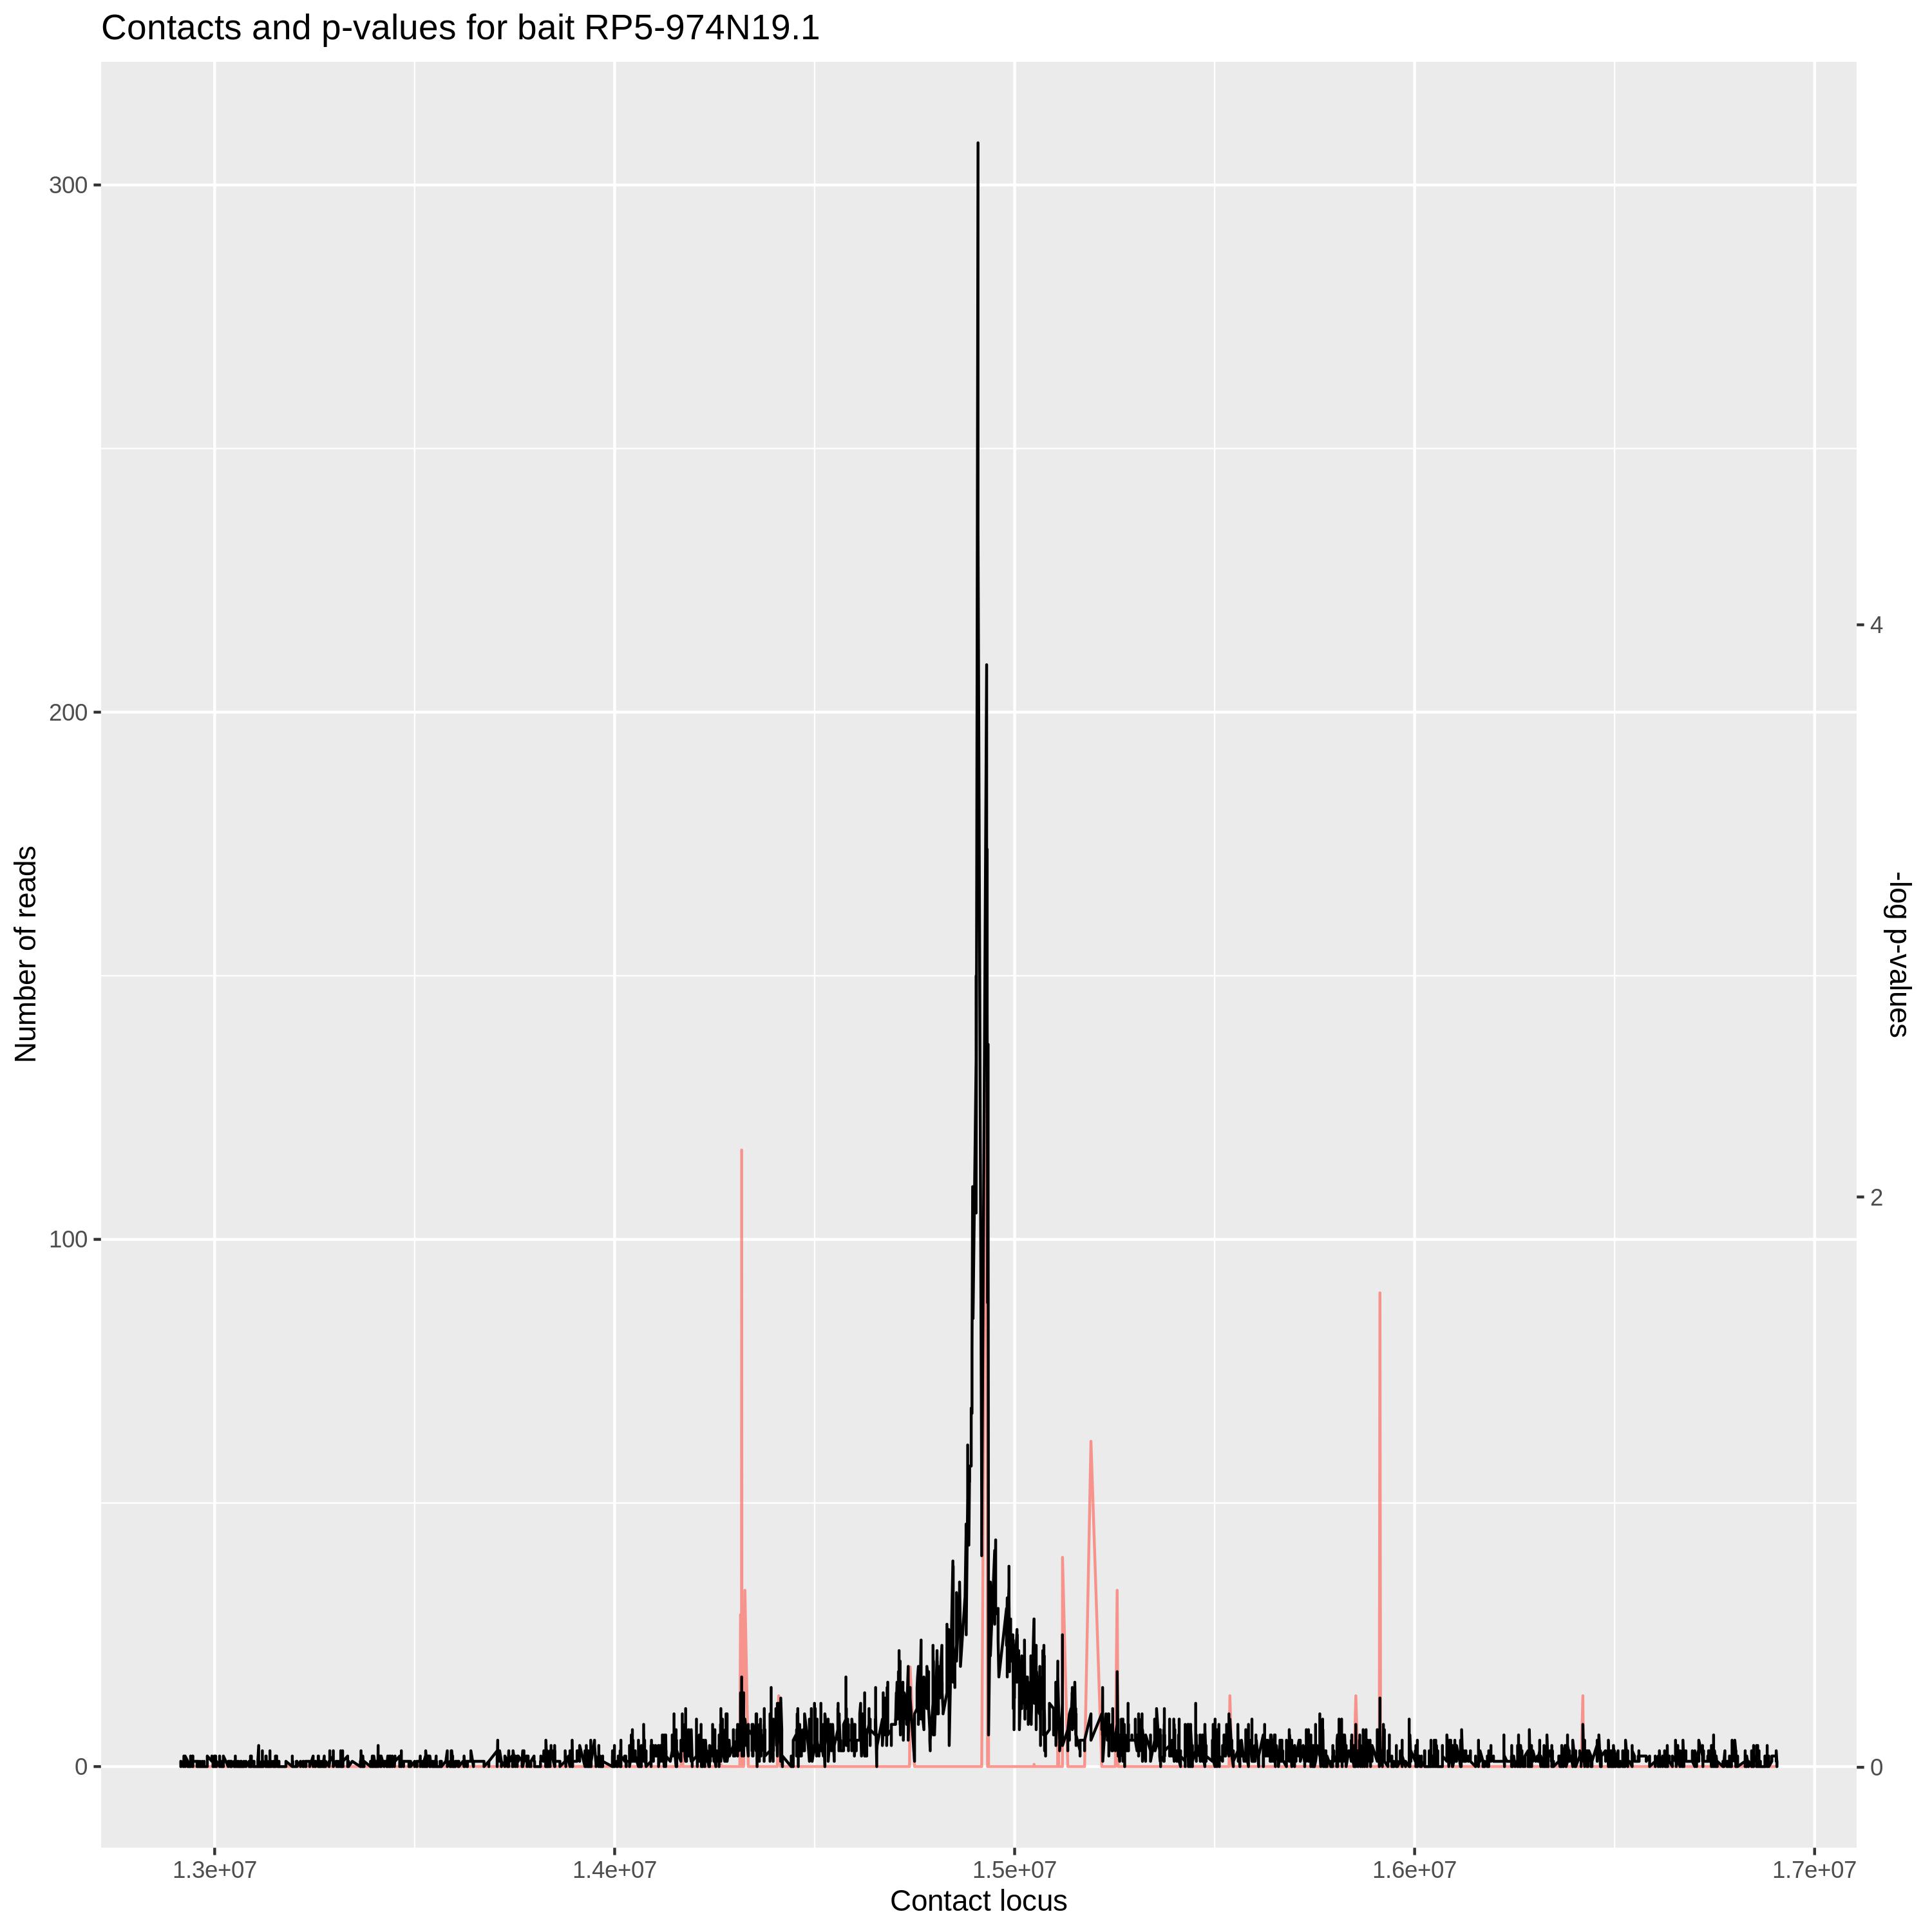 Contacts and p-values for bait RP5-974N19.1
300
200
100
0
Number of reads
4
2
0
-log p-values
1.3e+07 1.4e+07 1.5e+07 1.6e+07 1.7e+07
Contact locus